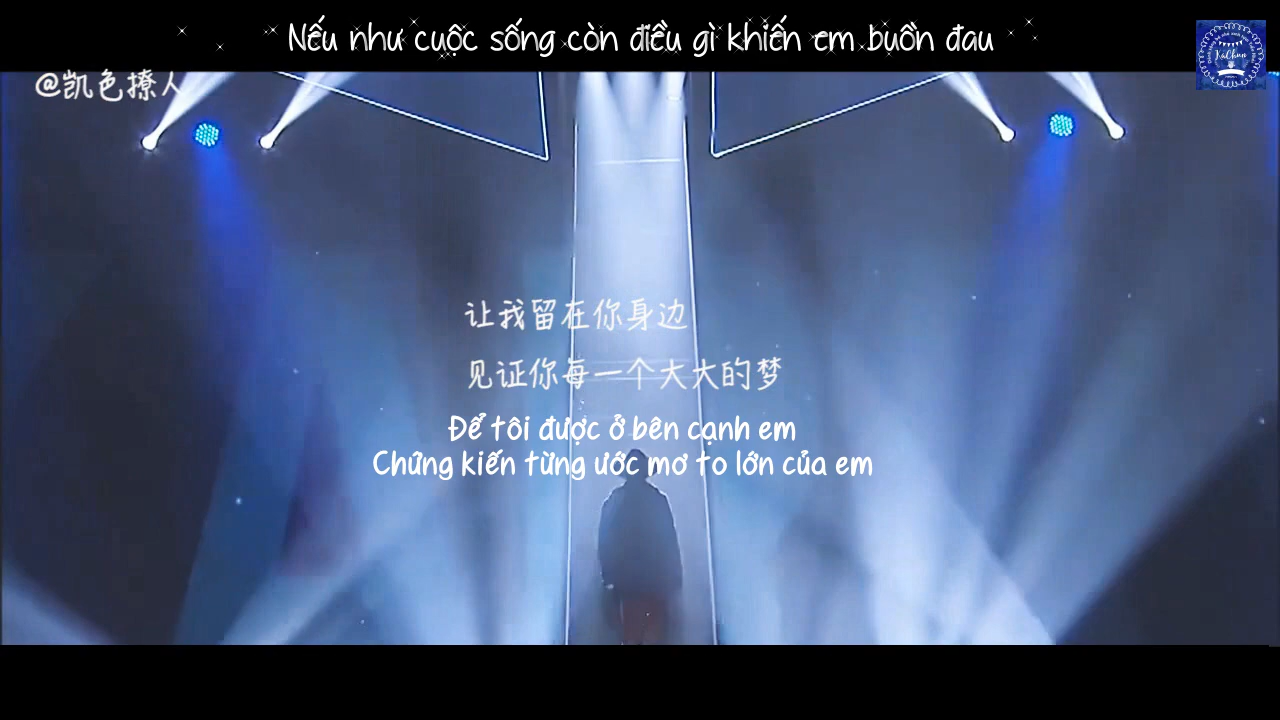 Nếu như cuộc sống còn điều gì khiến em buồn đau
@凯色撩人
KaChun
让我留在你身边
见证你每一个大大的梦
Để tôi được ở bên cạnh em
Chứng kiến từng ước mơ to lớn của em